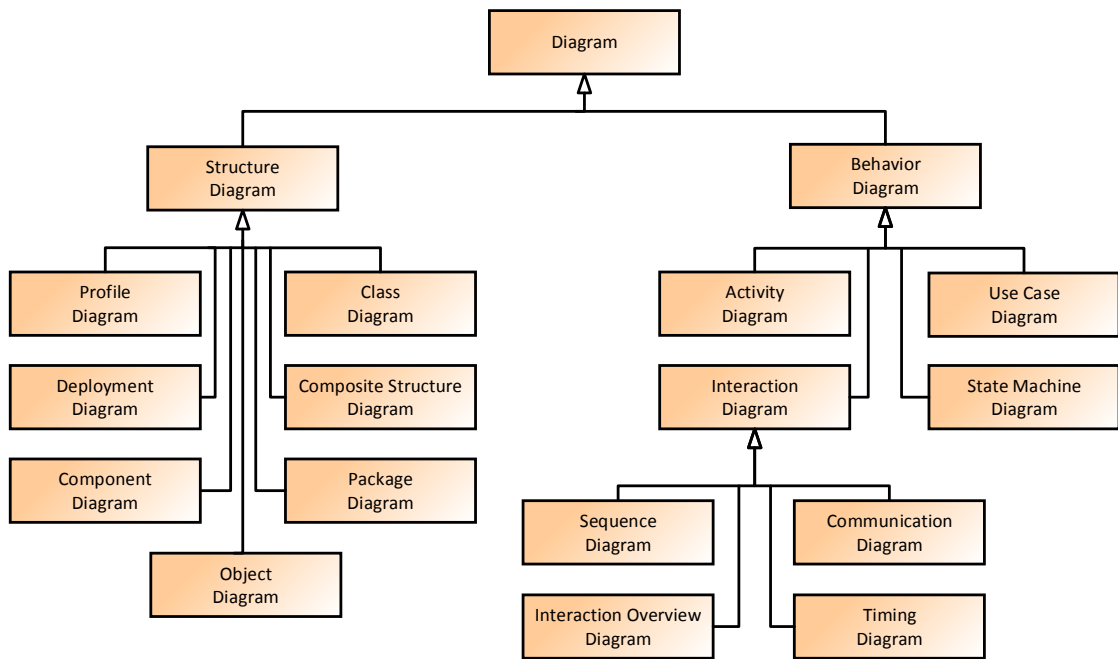 Diagram
Structure
Diagram
Behavior
Diagram
Profile
Diagram
Class
Diagram
Activity
Diagram
Use Case
Diagram
Deployment
Diagram
Composite Structure
Diagram
Interaction
Diagram
State Machine
Diagram
Component
Diagram
Package
Diagram
Sequence
Diagram
Communication
Diagram
Object
Diagram
Interaction Overview
Diagram
Timing
Diagram